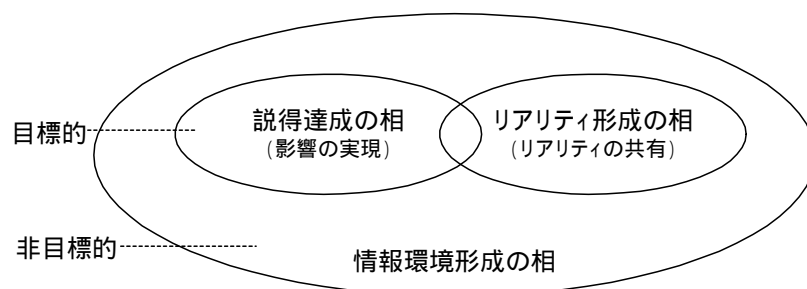 説得達成の相
(影響の実現)
リアリティ形成の相
(リアリティの共有)
目標的
非目標的
情報環境形成の相